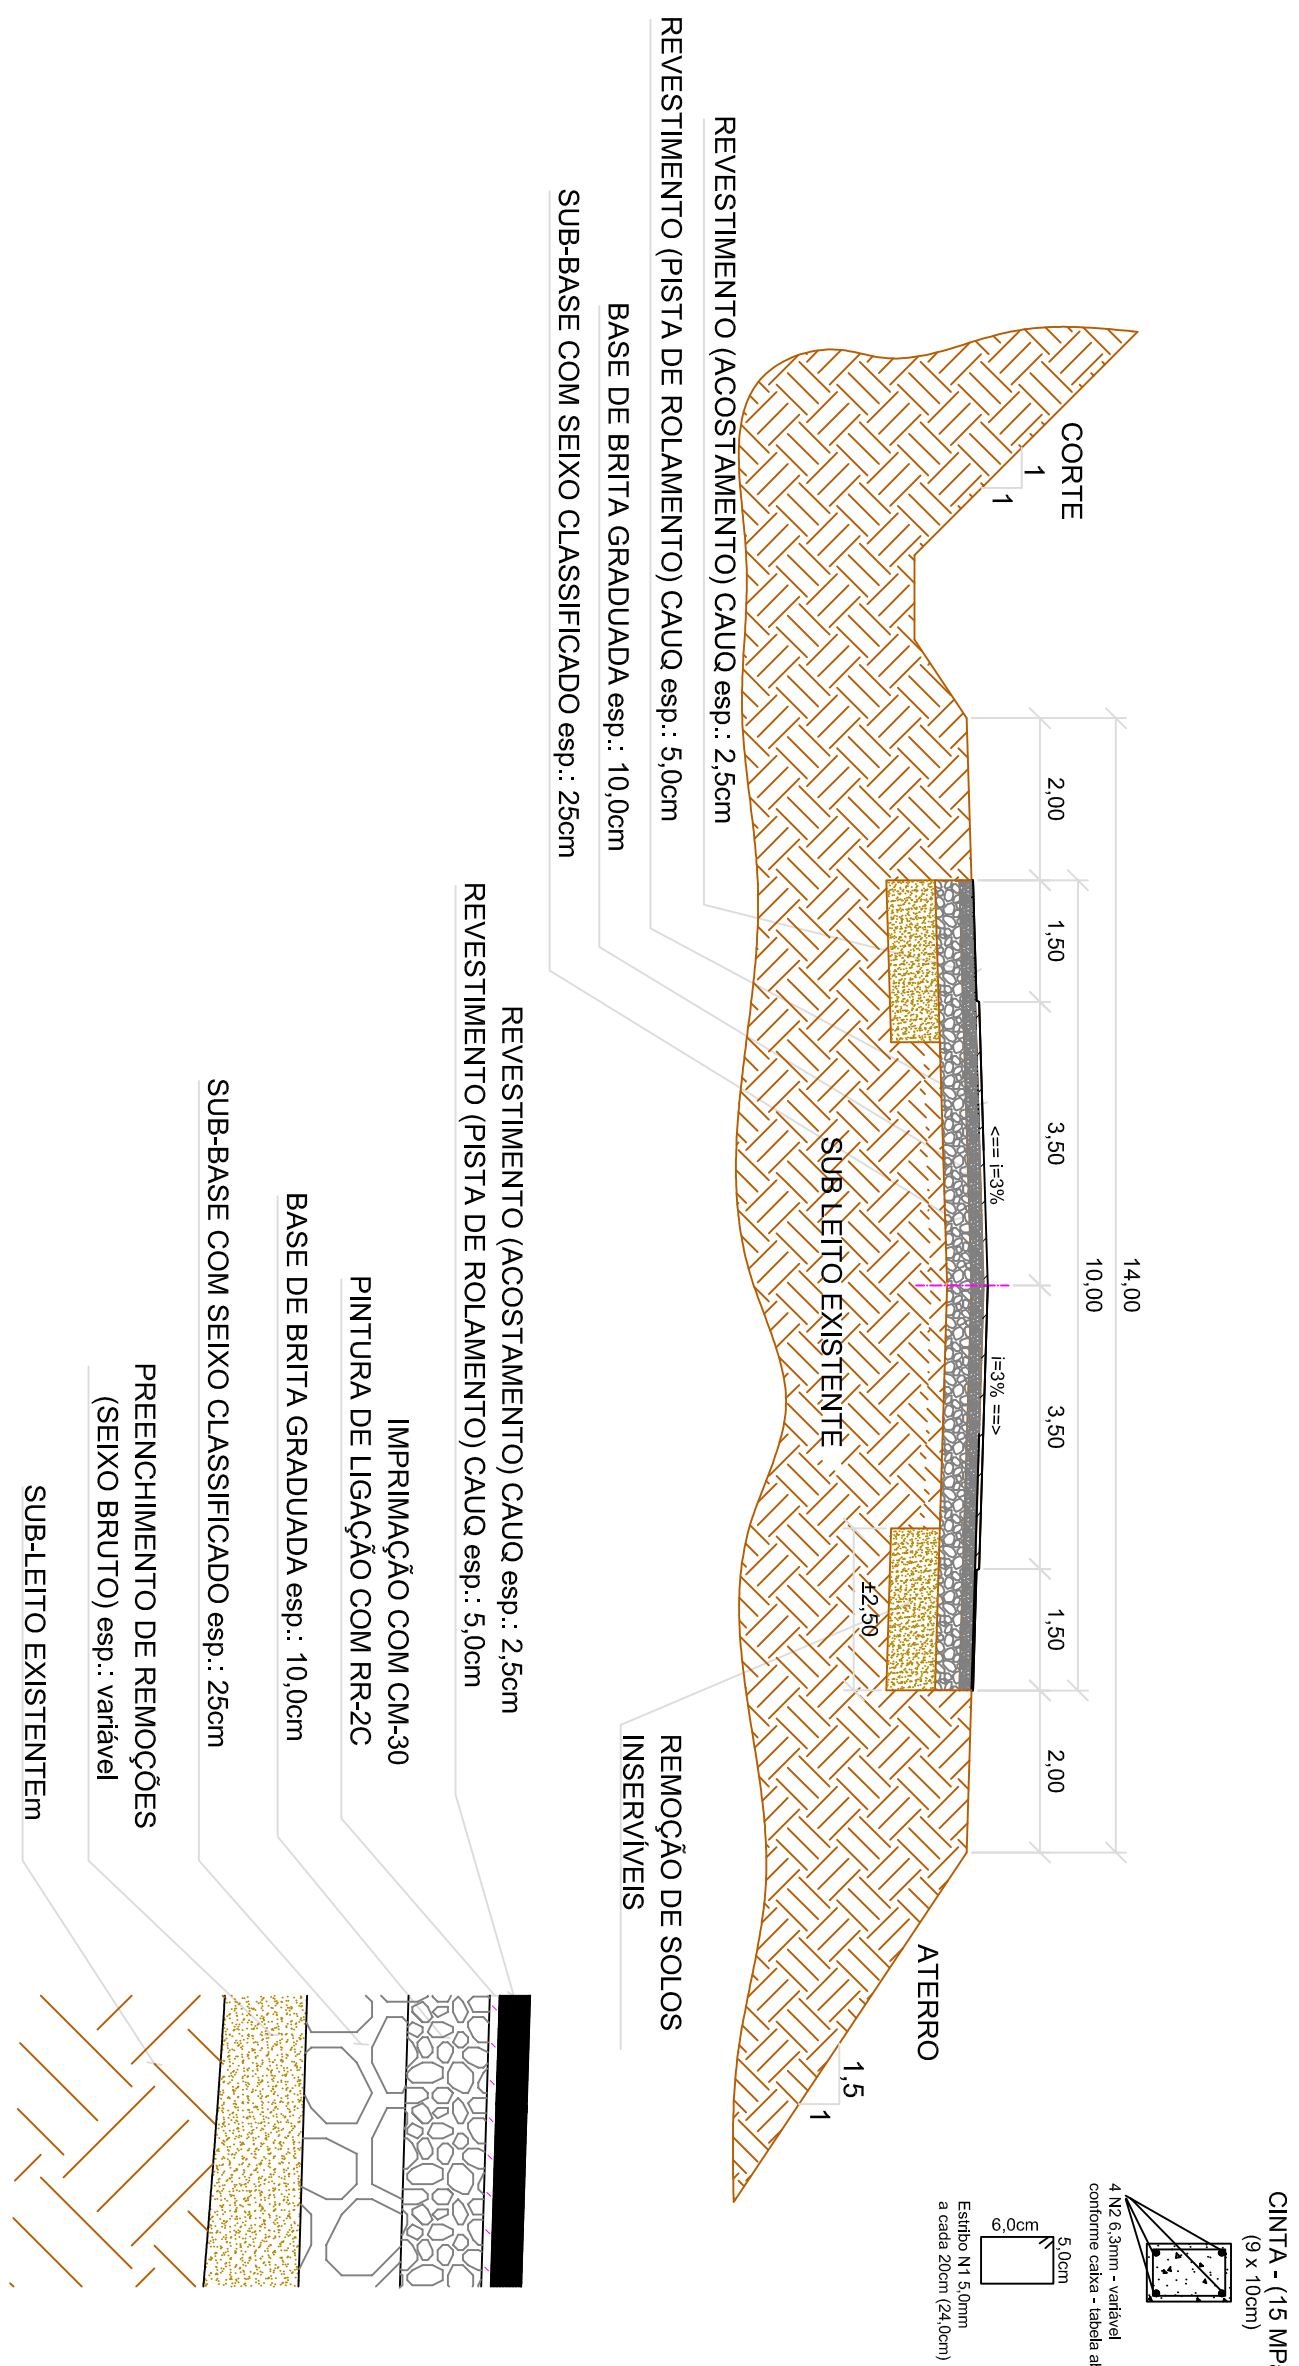 CINTA - (15 MPa
(9 x 10cm)
4 N2 6,3mm - variável
conforme caixa - tabela
5,0cm
6,0cm
Estribo N1 5,0mm
a cada 20cm (24,0cm)
14,00
10,00
2,00
1,50
3,50
3,50
1,50
2,00
CORTE
1
1
<=== i=3%
i=3% ==>
ATERRO
1,5
1
SUB LEITO EXISTENTE
±2,50
REVESTIMENTO (ACOSTAMENTO) CAUQ esp.: 2,5cm
REVESTIMENTO (PISTA DE ROLAMENTO) CAUQ esp.: 5,0cm
BASE DE BRITA GRADUADA esp.: 10,0cm
SUB-BASE COM SEIXO CLASSIFICADO esp.: 25cm
REMOÇÃO DE SOLOS
INSERVÍVEIS
REVESTIMENTO (ACOSTAMENTO) CAUQ esp.: 2,5cm
REVESTIMENTO (PISTA DE ROLAMENTO) CAUQ esp.: 5,0cm
IMPRIMAÇÃO COM CM-30
PINTURA DE LIGAÇÃO COM RR-2C
BASE DE BRITA GRADUADA esp.: 10,0cm
SUB-BASE COM SEIXO CLASSIFICADO esp.: 25cm
PREENCHIMENTO DE REMOÇÕES
(SEIXO BRUTO) esp.: variável
SUB-LEITO EXISTENTEm